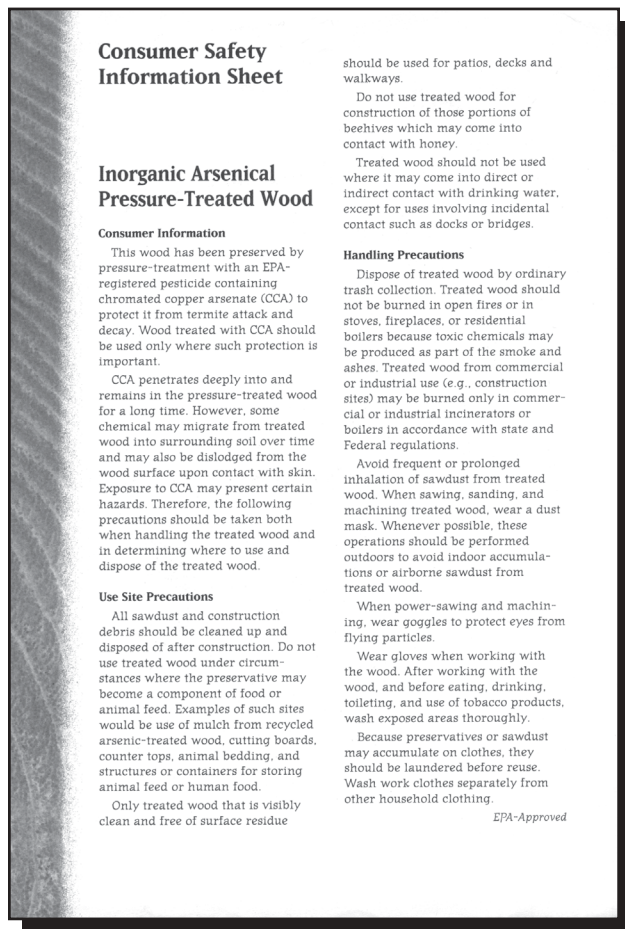 Consumer Safety
Information Sheet
Inorganic Arsenical
Pressure-Treated Wood
Consumer Information
This wood has been preserved by
pressure-treatment with an EPA-
registered pesticide containing
chromated copper arsenate (CCA) to
protect it from termite attack and
decay. Wood treated with CCA should
be used only where such protection is
important.
CCA penetrates deeply into and
remains in the pressure-treated wood
for a long time. However, some
chemical may migrate from treated
wood into surrounding soil over time
and may also be dislodged from the
wood surface upon contact with skin.
Exposure to CCA may present certain
hazards. Therefore, the following
precautions should be taken both
when handling the treated wood and
in determining where to use and
dispose of the treated wood.
Use Site Precautions
All sawdust and construction
debris should be cleaned up and
disposed of after construction. Do not
use treated wood under circum-
stances where the preservative may
become a component of food or
animal feed. Examples of such sites
would be use of mulch from recycled
arsenic-treated wood, cutting boards,
counter tops, animal bedding, and
structures or containers for storing
animal feed or human food.
Only treated wood that is visibly
clean and free of surface residue
should be used for patios, decks and
walkways.
Do not use treated wood for
construction of those portions of
beehives which may come into
contact with honey.
Treated wood should not be used
where it may come into direct or
indirect contact with drinking water,
except for uses involving incidental
contact such as docks or bridges.
Handling Precautions
Dispose of treated wood by ordinary
trash collection. Treated wood should
not be burned in open fires or in
stoves, fireplaces, or residential
boilers because toxic chemicals may
be produced as part of the smoke and
ashes. Treated wood from commercial
or industrial use (e.g., construction
sites) may be burned only in commer-
cial or industrial incinerators or
boilers in accordance with state and
Federal regulations.
Avoid frequent or prolonged
inhalation of sawdust from treated
wood. When sawing, sanding, and
machining treated wood, wear a dust
mask. Whenever possible, these
operations should be performed
outdoors to avoid indoor accumula-
tions or airborne sawdust from
treated wood.
When power-sawing and machin-
ing, wear goggles to protect eyes from
flying particles.
Wear gloves when working with
the wood. After working with the
wood, and before eating, drinking,
toileting, and use of tobacco products,
wash exposed areas thoroughly.
Because preservatives or sawdust
may accumulate on clothes, they
should be laundered before reuse.
Wash work clothes separately from
other household clothing.
EPA-Approved